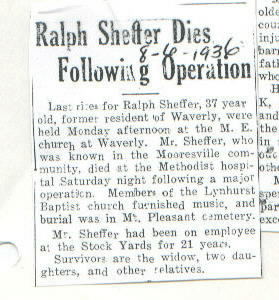 Ralph Sheffer Dies
8-6-1936
Following Operation
Last rites for Ralph Sheffer, 37 year
old, former resident of Waverly, were
held Monday afternoon at the M. E.
church at Waverly. Mr. Sheffer, who
was known in the Mooresville com-
munity, died at the Methodist hospi-
tal Saturday night following a major
operation. Members of the Lynhurst
Baptist church furnished music, and
burial was in Mt. Pleasant cemetery.
Mr. Sheffer had been on employee
at the Stock Yards for 21 years.
Survivors are the widow, two dau-
ghters, and other relatives.